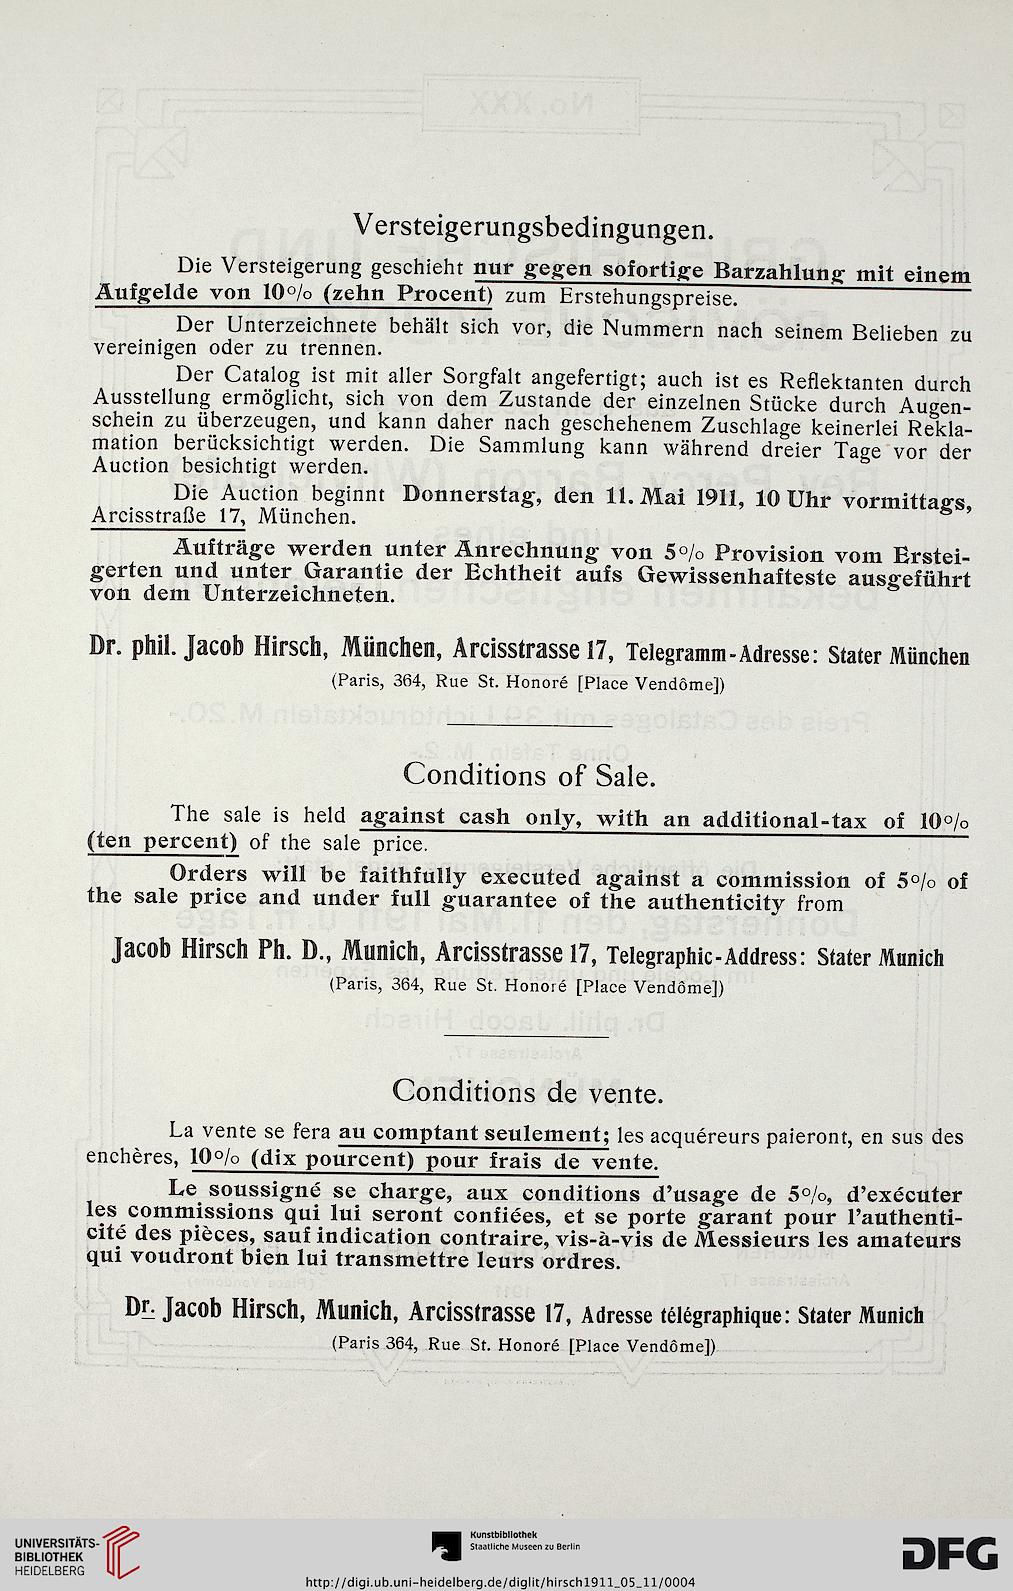 Versteigerungsbedingungen.
Die Versteigerung geschieht nur gegen sofortige Barzahlung mit einem
Aufgelde von 10% (zehn Procent) zum Erstehungspreise.
Der Unterzeichnete behält sich vor, die Nummern nach seinem Belieben zu
vereinigen oder zu trennen.
Der Catalog ist mit aller Sorgfalt angefertigt; auch ist es Reflektanten durch
Ausstellung ermöglicht, sich von dem Zustande der einzelnen Stücke durch Augen-
schein zu überzeugen, und kann daher nach geschehenem Zuschlage keinerlei Rekla-
mation berücksichtigt werden. Die Sammlung kann während dreier Tage vor der
Auction besichtigt werden.
Die Auction beginnt Donnerstag, den 11. Mai 1911, 10 Uhr vormittags,
Arcisstraße 17, München.
Aufträge werden unter Anrechnung von 5% Provision vom Erstei-
gerten und unter Garantie der Echtheit aufs Gewissenhafteste ausgeführt
von dem Unterzeichneten.
Dr. phil. Jacob Hirsch, München, Arcisstrasse 17, Telegramm-Adresse: Stater München
(Paris, 364, Rue St. Honoré [Place Vendôme])
Conditions of Sale.
The sale is held against cash only, with an additional-tax of 10%
(ten percent) of the sale price.
Orders will be faithfully executed against a commission of 5% of
the sale price and under full guarantee of the authenticity from
Jacob Hirsch Ph. D., Munich, Arcisstrasse 17, Telegraphic-Address: Stater Munich
(Paris, 364, Rue St. Honoré [Place Vendôme])
Conditions de vente.
La vente se fera au comptant seulement; les acquéreurs paieront, en sus des
enchères, 10% (dix pourcent) pour frais de vente.
Le soussigné se charge, aux conditions d'usage de 5%, d'exécuter
les commissions qui lui seront confiées, et se porte garant pour l'authenti-
cité des pièces, sauf indication contraire, vis-à-vis de Messieurs les amateurs
qui voudront bien lui transmettre leurs ordres.
Dr. Jacob Hirsch, Munich, Arcisstrasse 17, Adresse télégraphique: Stater Munich
(Paris 364, Rue St. Honoré [Place Vendôme])
UNIVERSITÄTS-
BIBLIOTHEK
HEIDELBERG
Kunstbibliothek
Staatliche Museen zu Berlin
DFG
http://digi.ub.uni-heidelberg.de/diglit/hirsch1911_05_11/0004